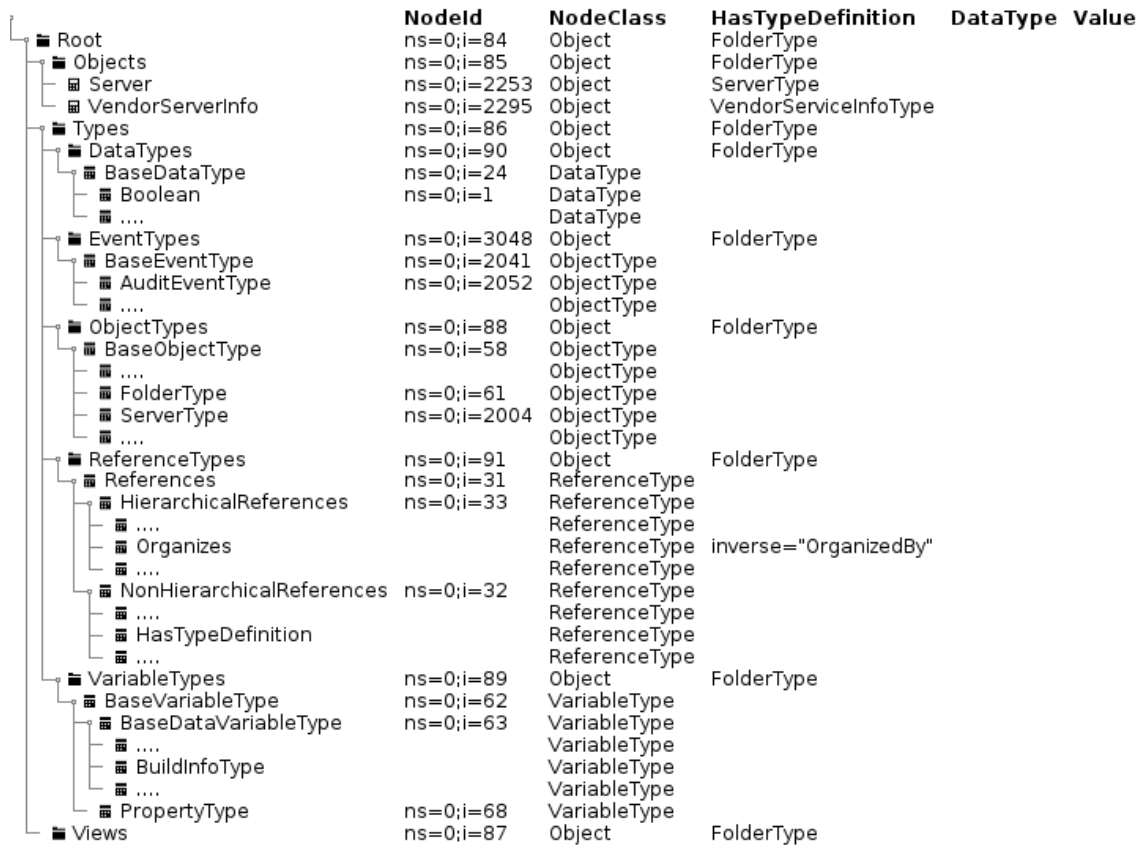 NodeId NodeClass HasTypeDefinition DataType Value
Root ns=0;i=84 Object FolderType
Objects ns=0;i=85 Object FolderType
Server ns=0;i=2253 Object ServerType
VendorServerInfo ns=0;i=2295 Object VendorServiceInfoType
Types ns=0;i=86 Object FolderType
DataTypes ns=0;i=90 Object FolderType
BaseDataType ns=0;i=24 DataType
Boolean ns=0;i=1 DataType
.... DataType
EventTypes ns=0;i=3048 Object FolderType
BaseEventType ns=0;i=2041 ObjectType
AuditEventType ns=0;i=2052 ObjectType
.... ObjectType
ObjectTypes ns=0;i=88 Object FolderType
BaseObjectType ns=0;i=58 ObjectType
.... ObjectType
FolderType ns=0;i=61 ObjectType
ServerType ns=0;i=2004 ObjectType
.... ObjectType
ReferenceTypes ns=0;i=91 Object FolderType
References ns=0;i=31 ReferenceType
HierarchicalReferences ns=0;i=33 ReferenceType
.... ReferenceType
Organizes ReferenceType inverse="OrganizedBy"
.... ReferenceType
NonHierarchicalReferences ns=0;i=32 ReferenceType
.... ReferenceType
HasTypeDefinition ReferenceType
.... ReferenceType
VariableTypes ns=0;i=89 Object FolderType
BaseVariableType ns=0;i=62 VariableType
BaseDataVariableType ns=0;i=63 VariableType
.... VariableType
BuildInfoType VariableType
.... VariableType
PropertyType ns=0;i=68 VariableType
Views ns=0;i=87 Object FolderType